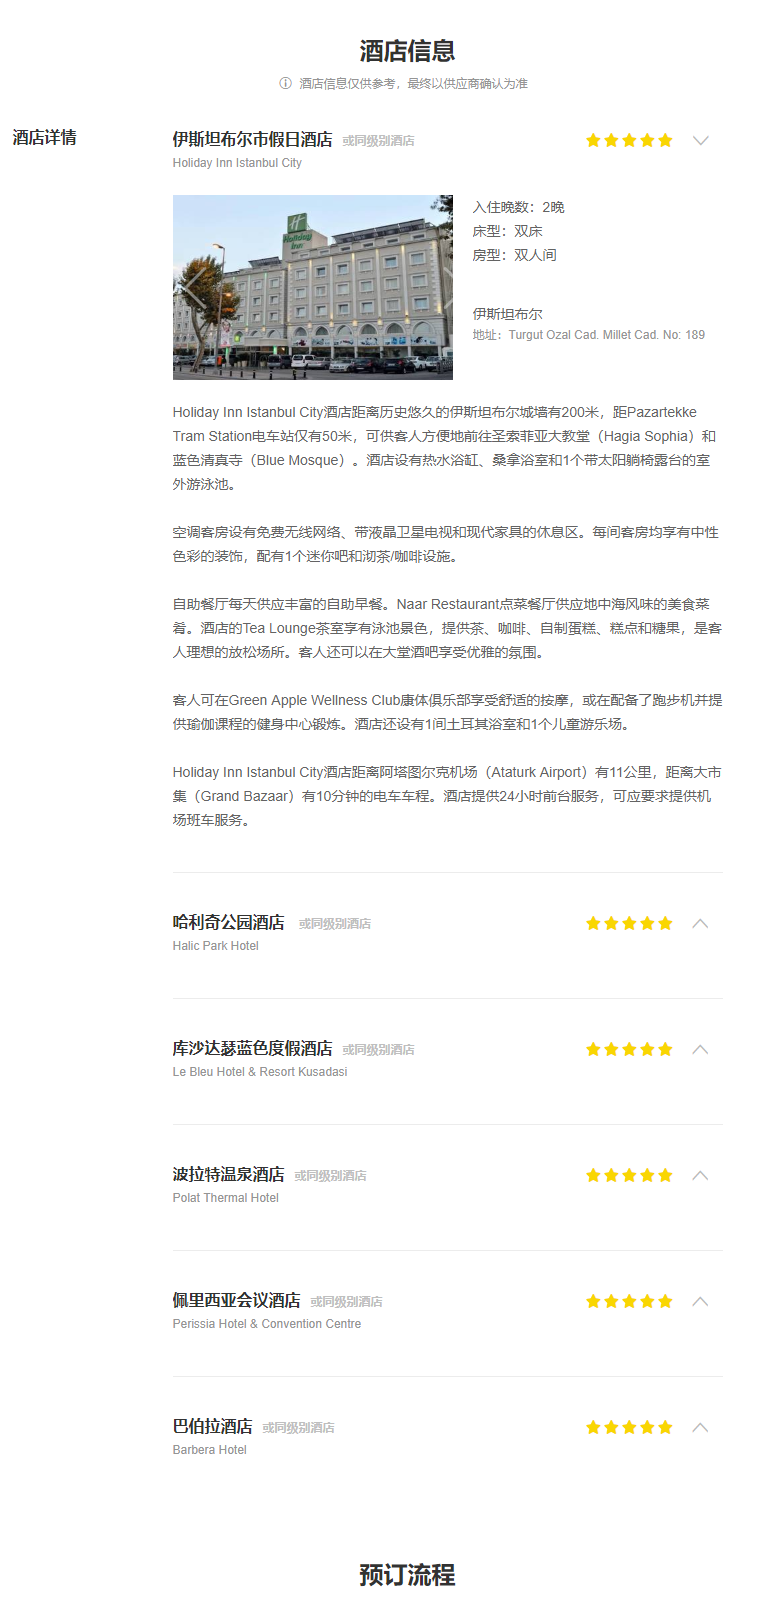 酒店信息
酒店信息仅供参考，最终以供应商确认为准
酒店详情
伊斯坦布尔市假日酒店 或同级别酒店
Holiday Inn Istanbul City
Holiday Inn
入住晚数：2晚
床型：双床
房型：双人间
伊斯坦布尔
地址：Turgut Ozal Cad. Millet Cad. No: 189
Holiday Inn Istanbul City酒店距离历史悠久的伊斯坦布尔城墙有200米，距Pazartekke
Tram Station电车站仅有50米，可供客人方便地前往圣索菲亚大教堂（Hagia Sophia）和
蓝色清真寺（Blue Mosque）。酒店设有热水浴缸、桑拿浴室和1个带太阳躺椅露台的室
外游泳池。
空调客房设有免费无线网络、带液晶卫星电视和现代家具的休息区。每间客房均享有中性
色彩的装饰，配有1个迷你吧和沏茶/咖啡设施。
自助餐厅每天供应丰富的自助早餐。Naar Restaurant点菜餐厅供应地中海风味的美食菜
肴。酒店的Tea Lounge茶室享有泳池景色，提供茶、咖啡、自制蛋糕、糕点和糖果，是客
人理想的放松场所。客人还可以在大堂酒吧享受优雅的氛围。
客人可在Green Apple Wellness Club康体俱乐部享受舒适的按摩，或在配备了跑步机并提
供瑜伽课程的健身中心锻炼。酒店还设有1间土耳其浴室和1个儿童游乐场。
Holiday Inn Istanbul City酒店距离阿塔图尔克机场（Ataturk Airport）有11公里，距离大市
集（Grand Bazaar）有10分钟的电车车程。酒店提供24小时前台服务，可应要求提供机
场班车服务。
哈利奇公园酒店 或同级别酒店
Halic Park Hotel
库沙达瑟蓝色度假酒店 或同级别酒店
Le Bleu Hotel & Resort Kusadasi
波拉特温泉酒店 或同级别酒店
Polat Thermal Hotel
佩里西亚会议酒店 或同级别酒店
Perissia Hotel & Convention Centre
巴伯拉酒店 或同级别酒店
Barbera Hotel
预订流程